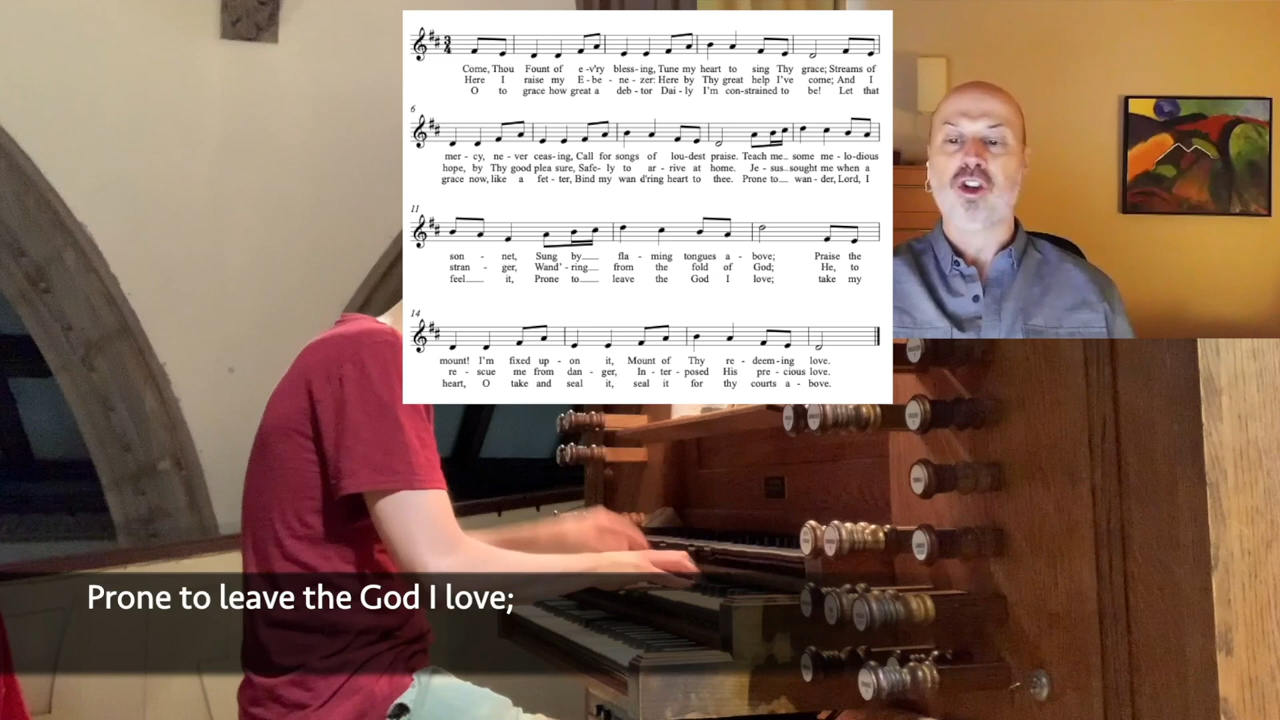 Come, Thou Fount of e - v'ry bless - ing, Tune my heart to sing Thy grace; Streams of
Here I raise my E - be - ne - zer: Here by Thy great help I've come; And I
O to grace how great a deb - tor Dai - ly I'm con - strained to be! Let that
6
mer - cy, ne - ver ceas - ing, Call for songs of lou - dest praise. Teach me some me - lo - dious
hope, by Thy good plea sure, Safe - ly to ar - rive at home. Je - sus sought me when a
grace now, like a fet - ter, Bind my wan d'ring heart to thee. Prone to wan - der, Lord, I
11
son - net, Sung by fla - ming tongues a - bove; Praise the
stran - ger, Wand' - ring from the fold of God; He, to
feel it, Prone to leave the God I love; take my
14
mount! I'm fixed up - on it, Mount of Thy re - deem - ing love.
re - scue me from dan - ger, In - ter - posed His pre - cious love.
heart, O take and seal it, seal it for thy courts a - bove.
Prone to leave the God I love;